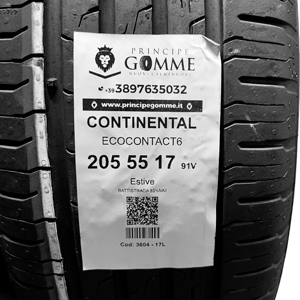 PRINCIPE
GOMME
+39 3897635032
www.principegomme.it
CONTINENTAL
ECOCONTACT6
205 55 17 91V
Estive
Cod: 3604 - 17L